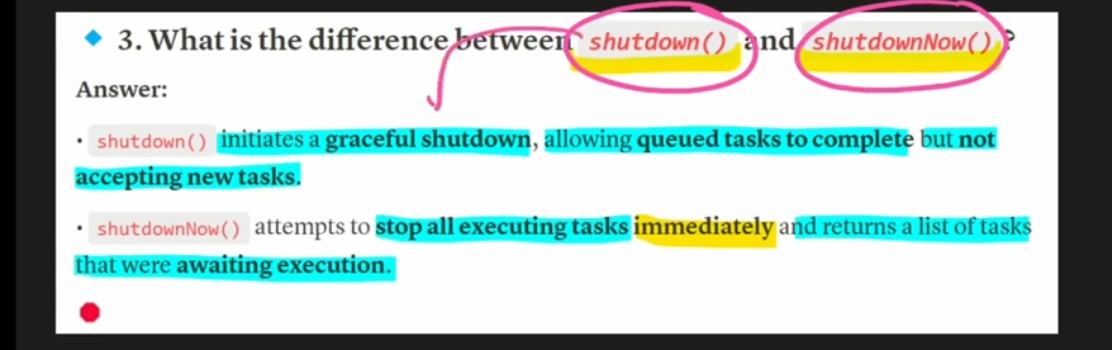 3. What is the difference between shutdown() and shutdownNow()?
Answer:
• shutdown() initiates a graceful shutdown, allowing queued tasks to complete but not
accepting new tasks.
• shutdownNow() attempts to stop all executing tasks immediately and returns a list of tasks
that were awaiting execution.